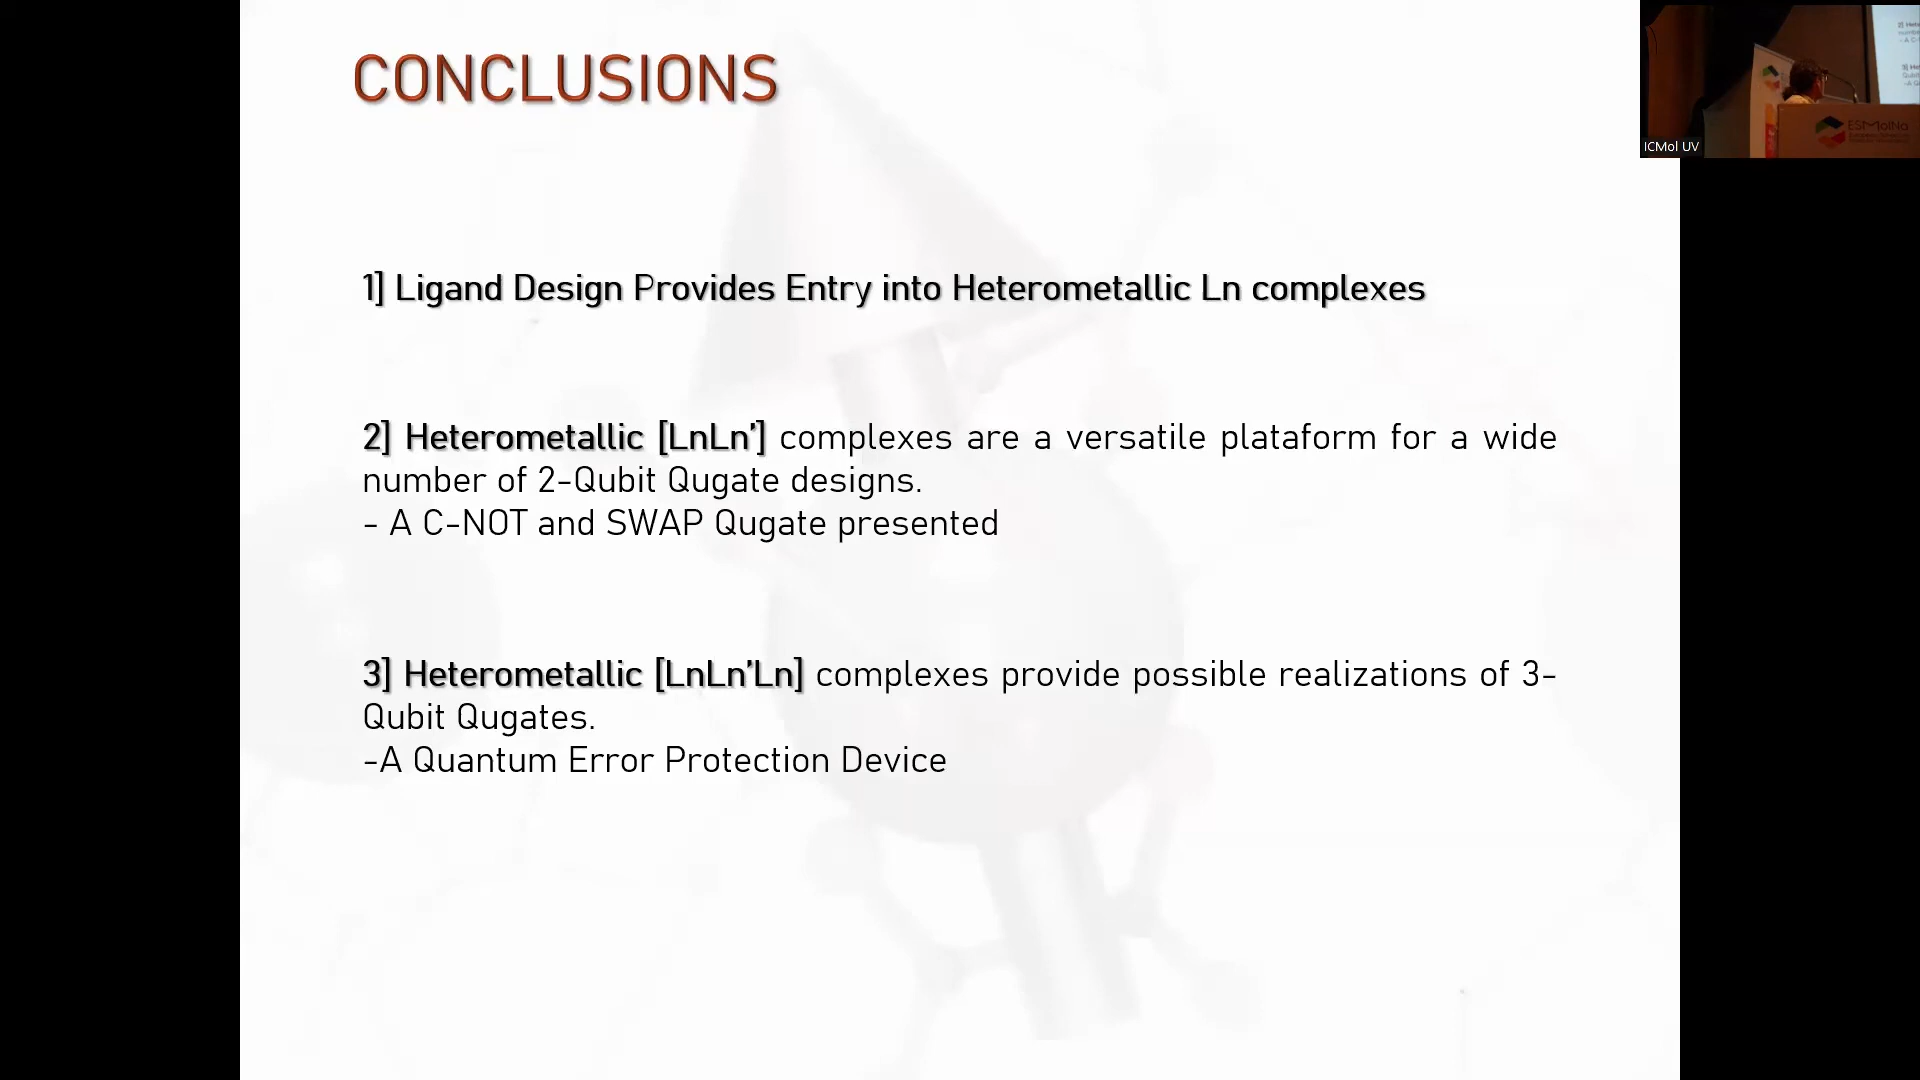 CONCLUSIONS
1] Ligand Design Provides Entry into Heterometallic Ln complexes
2] Heterometallic [LnLn'] complexes are a versatile plataform for a wide
number of 2-Qubit Qugate designs.
- A C-NOT and SWAP Qugate presented
3] Heterometallic [LnLn'Ln] complexes provide possible realizations of 3-
Qubit Qugates.
-A Quantum Error Protection Device
ESMolNa
ICMol UV